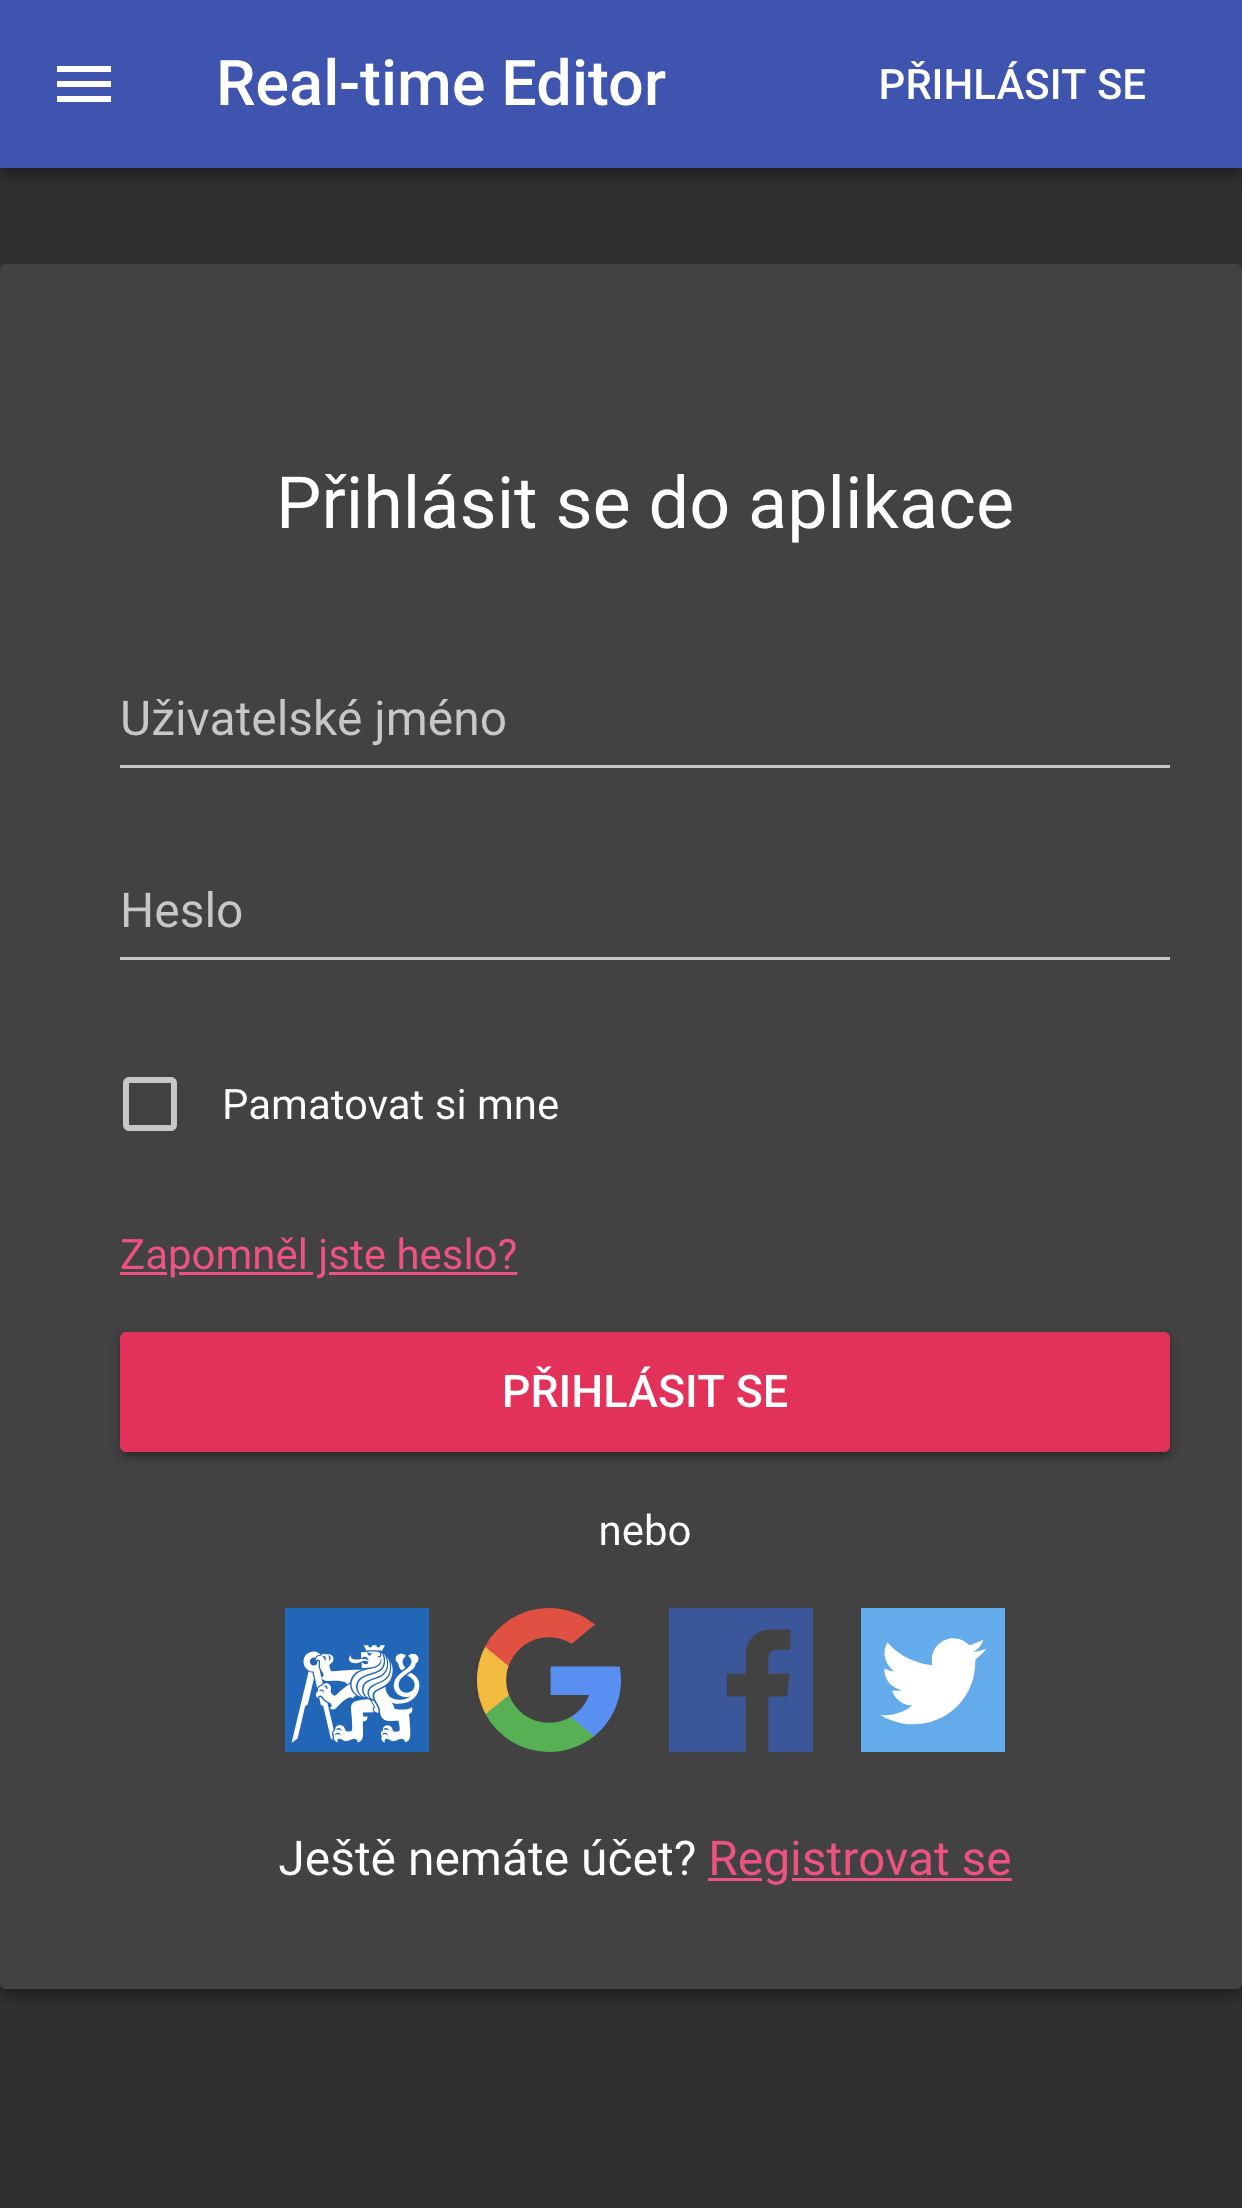 Real-time Editor
PŘIHLÁSIT SE
Přihlásit se do aplikace
Uživatelské jméno
Heslo
Pamatovat si mne
Zapomněl jste heslo?
PŘIHLÁSIT SE
nebo
Ještě nemáte účet? Registrovat se